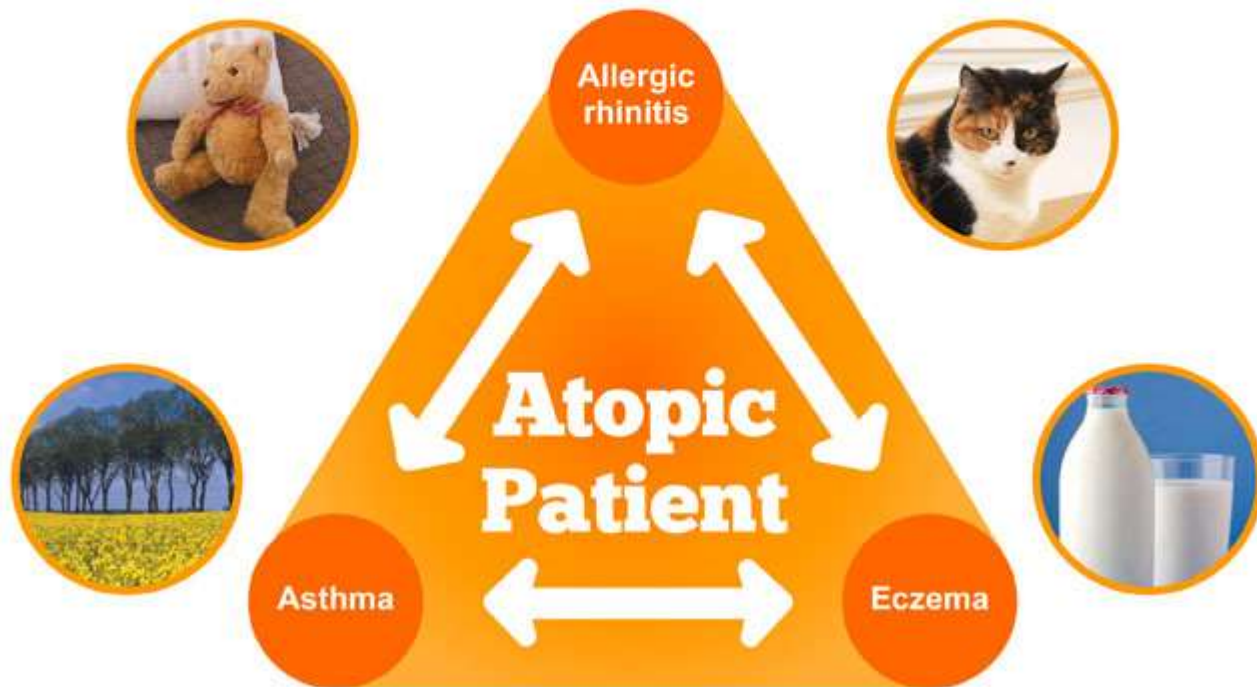 Allergic
rhinitis
Atopic
Patient
Asthma
Eczema